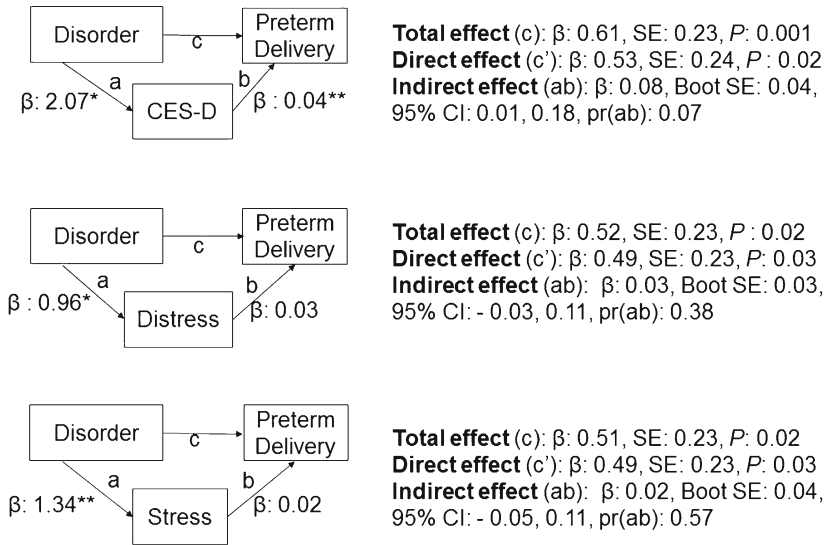 Disorder
Preterm
Delivery
c
a
b
β: 2.07*
CES-D
β : 0.04**
Total effect (c): β: 0.61, SE: 0.23, P: 0.001
Direct effect (c'): β: 0.53, SE: 0.24, P : 0.02
Indirect effect (ab): β: 0.08, Boot SE: 0.04,
95% CI: 0.01, 0.18, pr(ab): 0.07
Disorder
Preterm
Delivery
c
a
b
β : 0.96*
Distress
β: 0.03
Total effect (c): β: 0.52, SE: 0.23, P : 0.02
Direct effect (c'): β: 0.49, SE: 0.23, P: 0.03
Indirect effect (ab): β: 0.03, Boot SE: 0.03,
95% CI: - 0.03, 0.11, pr(ab): 0.38
Disorder
Preterm
Delivery
c
a
b
β: 1.34**
Stress
β: 0.02
Total effect (c): β: 0.51, SE: 0.23, P: 0.02
Direct effect (c'): β: 0.49, SE: 0.23, P: 0.03
Indirect effect (ab): β: 0.02, Boot SE: 0.04,
95% CI: - 0.05, 0.11, pr(ab): 0.57